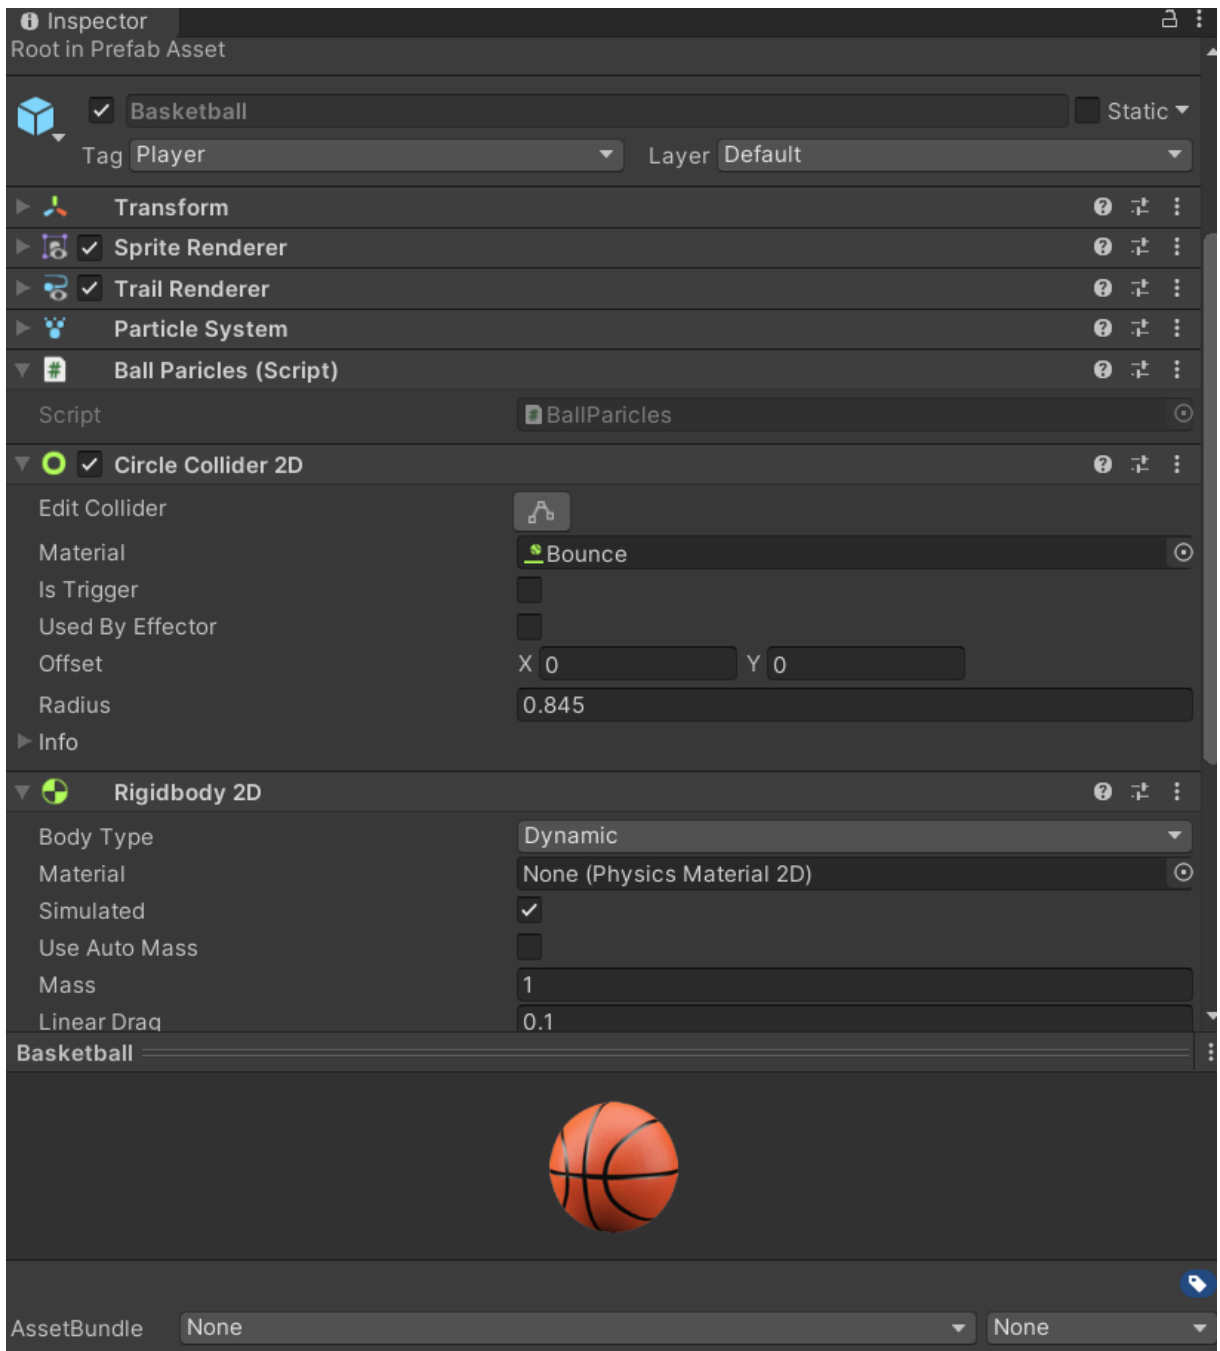 Inspector
Root in Prefab Asset
Basketball Static
Tag Player Layer Default
Transform
Sprite Renderer
Trail Renderer
Particle System
Ball Paricles (Script)
Script BallParicles
Circle Collider 2D
Edit Collider
Material Bounce
Is Trigger
Used By Effector
Offset X 0 Y 0
Radius 0.845
Info
Rigidbody 2D
Body Type Dynamic
Material None (Physics Material 2D)
Simulated
Use Auto Mass
Mass 1
Linear Drag 0.1
Basketball
AssetBundle None None